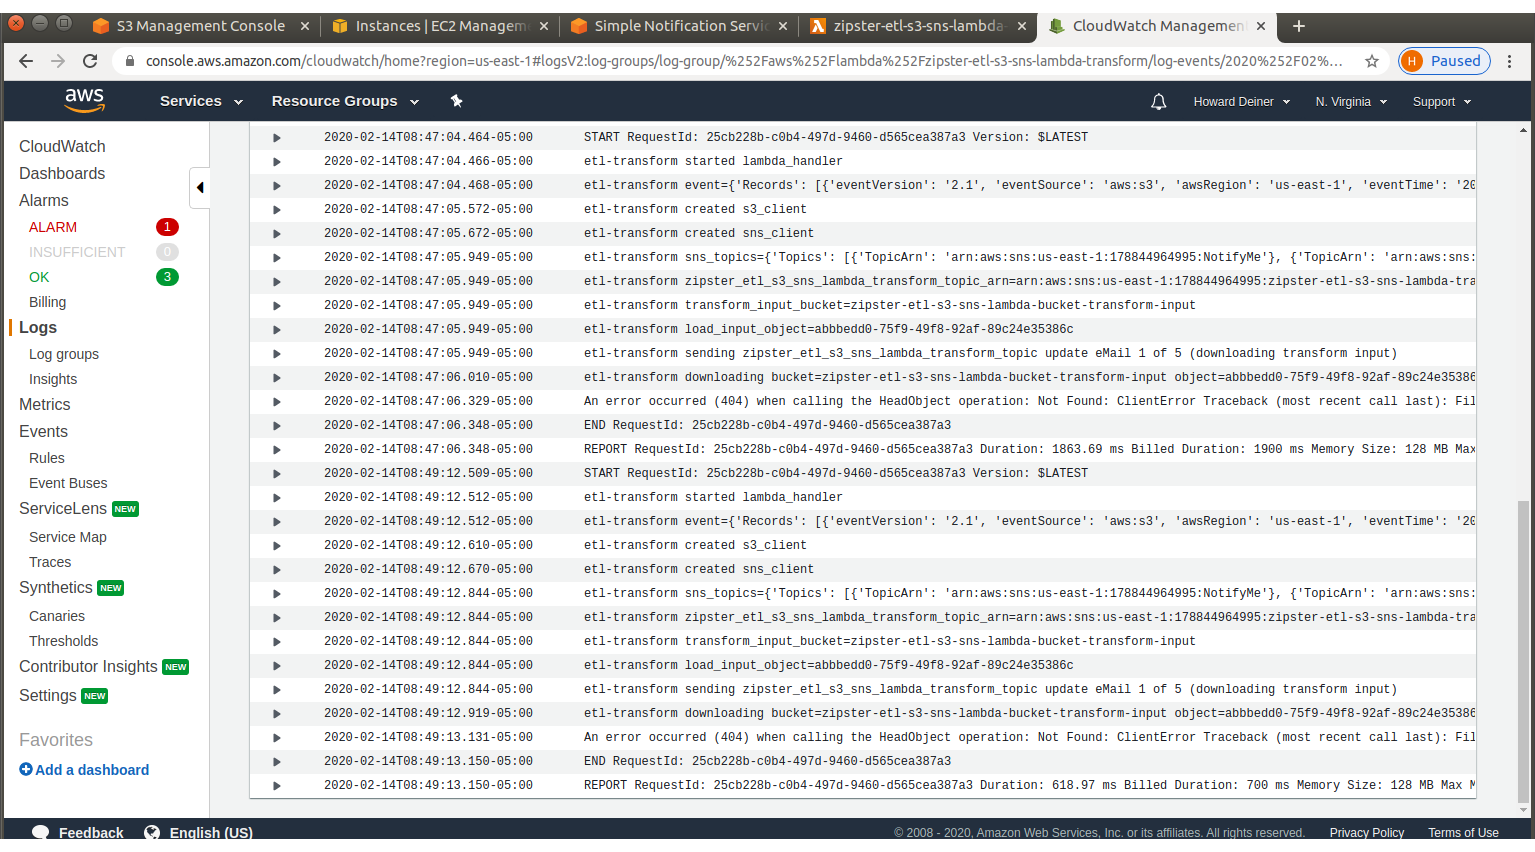 S3 Management Console
Instances | EC2 Managem
Simple Notification Servic
zipster-etl-s3-sns-lambda-
CloudWatch Management
console.aws.amazon.com/cloudwatch/home?region=us-east-1#logsV2:log-groups/log-group/%252Faws%252Flambda%252Fzipster-etl-s3-sns-lambda-transform/log-events/2020%252F02%...
H Paused
aws Services Resource Groups Howard Deiner N. Virginia Support
CloudWatch
Dashboards
Alarms
ALARM 1
INSUFFICIENT 0
OK 3
Billing
Logs
Log groups
Insights
Metrics
Events
Rules
Event Buses
ServiceLens NEW
Service Map
Traces
Synthetics NEW
Canaries
Thresholds
Contributor Insights NEW
Settings NEW
Favorites
Add a dashboard
2020-02-14T08:47:04.464-05:00 START RequestId: 25cb228b-c0b4-497d-9460-d565cea387a3 Version: $LATEST
2020-02-14T08:47:04.466-05:00 etl-transform started lambda_handler
2020-02-14T08:47:04.468-05:00 etl-transform event={'Records': [{'eventVersion': '2.1', 'eventSource': 'aws:s3', 'awsRegion': 'us-east-1', 'eventTime': '20
2020-02-14T08:47:05.572-05:00 etl-transform created s3_client
2020-02-14T08:47:05.672-05:00 etl-transform created sns_client
2020-02-14T08:47:05.949-05:00 etl-transform sns_topics={'Topics': [{'TopicArn': 'arn:aws:sns:us-east-1:178844964995:NotifyMe'}, {'TopicArn': 'arn:aws:sns:
2020-02-14T08:47:05.949-05:00 etl-transform zipster_etl_s3_sns_lambda_transform_topic_arn=arn:aws:sns:us-east-1:178844964995:zipster-etl-s3-sns-lambda-tra
2020-02-14T08:47:05.949-05:00 etl-transform transform_input_bucket=zipster-etl-s3-sns-lambda-bucket-transform-input
2020-02-14T08:47:05.949-05:00 etl-transform load_input_object=abbbedd0-75f9-49f8-92af-89c24e35386c
2020-02-14T08:47:05.949-05:00 etl-transform sending zipster_etl_s3_sns_lambda_transform_topic update eMail 1 of 5 (downloading transform input)
2020-02-14T08:47:06.010-05:00 etl-transform downloading bucket=zipster-etl-s3-sns-lambda-bucket-transform-input object=abbbedd0-75f9-49f8-92af-89c24e35386
2020-02-14T08:47:06.329-05:00 An error occurred (404) when calling the HeadObject operation: Not Found: ClientError Traceback (most recent call last): Fil
2020-02-14T08:47:06.348-05:00 END RequestId: 25cb228b-c0b4-497d-9460-d565cea387a3
2020-02-14T08:47:06.348-05:00 REPORT RequestId: 25cb228b-c0b4-497d-9460-d565cea387a3 Duration: 1863.69 ms Billed Duration: 1900 ms Memory Size: 128 MB Max
2020-02-14T08:49:12.509-05:00 START RequestId: 25cb228b-c0b4-497d-9460-d565cea387a3 Version: $LATEST
2020-02-14T08:49:12.512-05:00 etl-transform started lambda_handler
2020-02-14T08:49:12.512-05:00 etl-transform event={'Records': [{'eventVersion': '2.1', 'eventSource': 'aws:s3', 'awsRegion': 'us-east-1', 'eventTime': '20
2020-02-14T08:49:12.610-05:00 etl-transform created s3_client
2020-02-14T08:49:12.670-05:00 etl-transform created sns_client
2020-02-14T08:49:12.844-05:00 etl-transform sns_topics={'Topics': [{'TopicArn': 'arn:aws:sns:us-east-1:178844964995:NotifyMe'}, {'TopicArn': 'arn:aws:sns:
2020-02-14T08:49:12.844-05:00 etl-transform zipster_etl_s3_sns_lambda_transform_topic_arn=arn:aws:sns:us-east-1:178844964995:zipster-etl-s3-sns-lambda-tra
2020-02-14T08:49:12.844-05:00 etl-transform transform_input_bucket=zipster-etl-s3-sns-lambda-bucket-transform-input
2020-02-14T08:49:12.844-05:00 etl-transform load_input_object=abbbedd0-75f9-49f8-92af-89c24e35386c
2020-02-14T08:49:12.844-05:00 etl-transform sending zipster_etl_s3_sns_lambda_transform_topic update eMail 1 of 5 (downloading transform input)
2020-02-14T08:49:12.919-05:00 etl-transform downloading bucket=zipster-etl-s3-sns-lambda-bucket-transform-input object=abbbedd0-75f9-49f8-92af-89c24e35386
2020-02-14T08:49:13.131-05:00 An error occurred (404) when calling the HeadObject operation: Not Found: ClientError Traceback (most recent call last): Fil
2020-02-14T08:49:13.150-05:00 END RequestId: 25cb228b-c0b4-497d-9460-d565cea387a3
2020-02-14T08:49:13.150-05:00 REPORT RequestId: 25cb228b-c0b4-497d-9460-d565cea387a3 Duration: 618.97 ms Billed Duration: 700 ms Memory Size: 128 MB Max M
Feedback English (US) © 2008 - 2020, Amazon Web Services, Inc. or its affiliates. All rights reserved. Privacy Policy Terms of Use